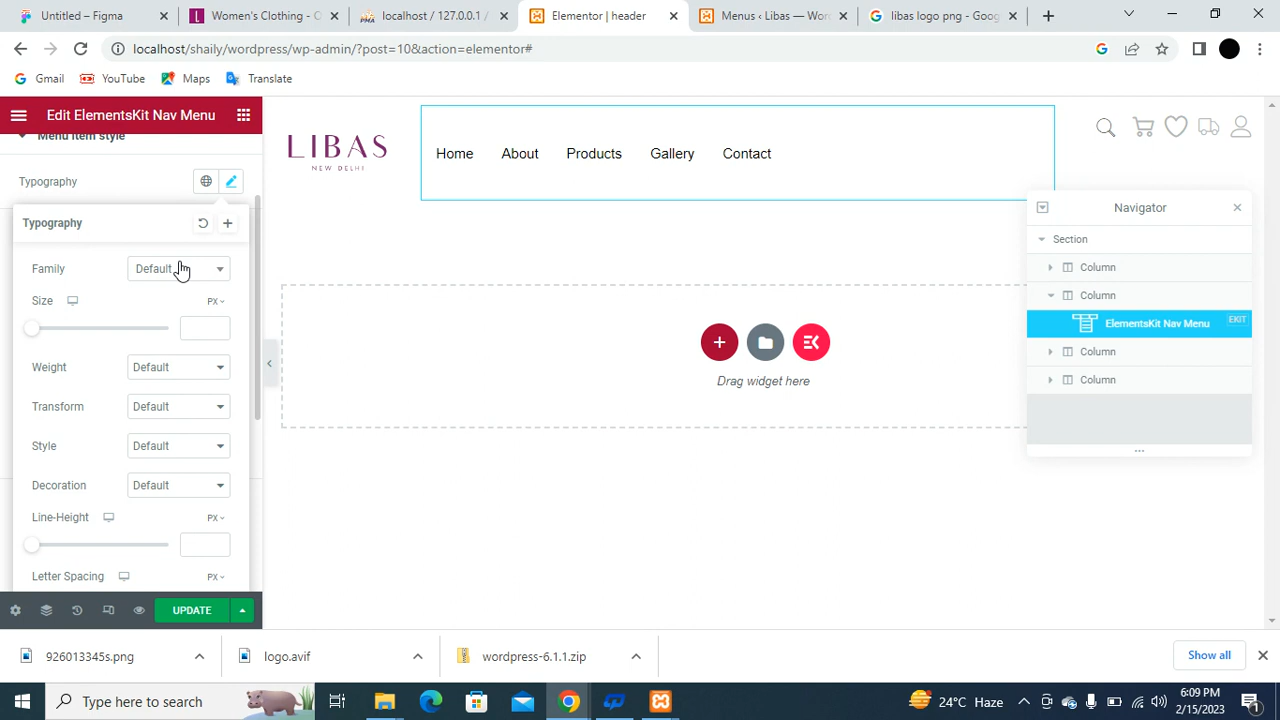 Untitled – Figma
Women's Clothing - O
localhost / 127.0.0.1 /
Elementor | header
Menus ‹ Libas — Wor
libas logo png - Goog
localhost/shaily/wordpress/wp-admin/?post=10&action=elementor#
Gmail
YouTube
Maps
Translate
Edit ElementsKit Nav Menu
Menu item style
Typography
Typography
Family
Default
Size
PX
Weight
Default
Transform
Default
Style
Default
Decoration
Default
Line-Height
PX
Letter Spacing
PX
UPDATE
LIBAS
NEW DELHI
Home
About
Products
Gallery
Contact
Drag widget here
Navigator
Section
Column
Column
ElementsKit Nav Menu
EKIT
Column
Column
926013345s.png
logo.avif
wordpress-6.1.1.zip
Show all
Type here to search
24°C Haze
6:09 PM
2/15/2023
1